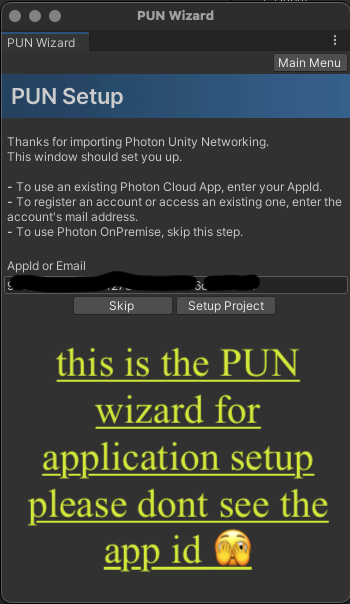 PUN Wizard
PUN Wizard
Main Menu
PUN Setup
Thanks for importing Photon Unity Networking.
This window should set you up.
- To use an existing Photon Cloud App, enter your AppId.
- To register an account or access an existing one, enter the
account's mail address.
- To use Photon OnPremise, skip this step.
AppId or Email
Skip Setup Project
this is the PUN
wizard for
application setup
please dont see the
app id 🫣